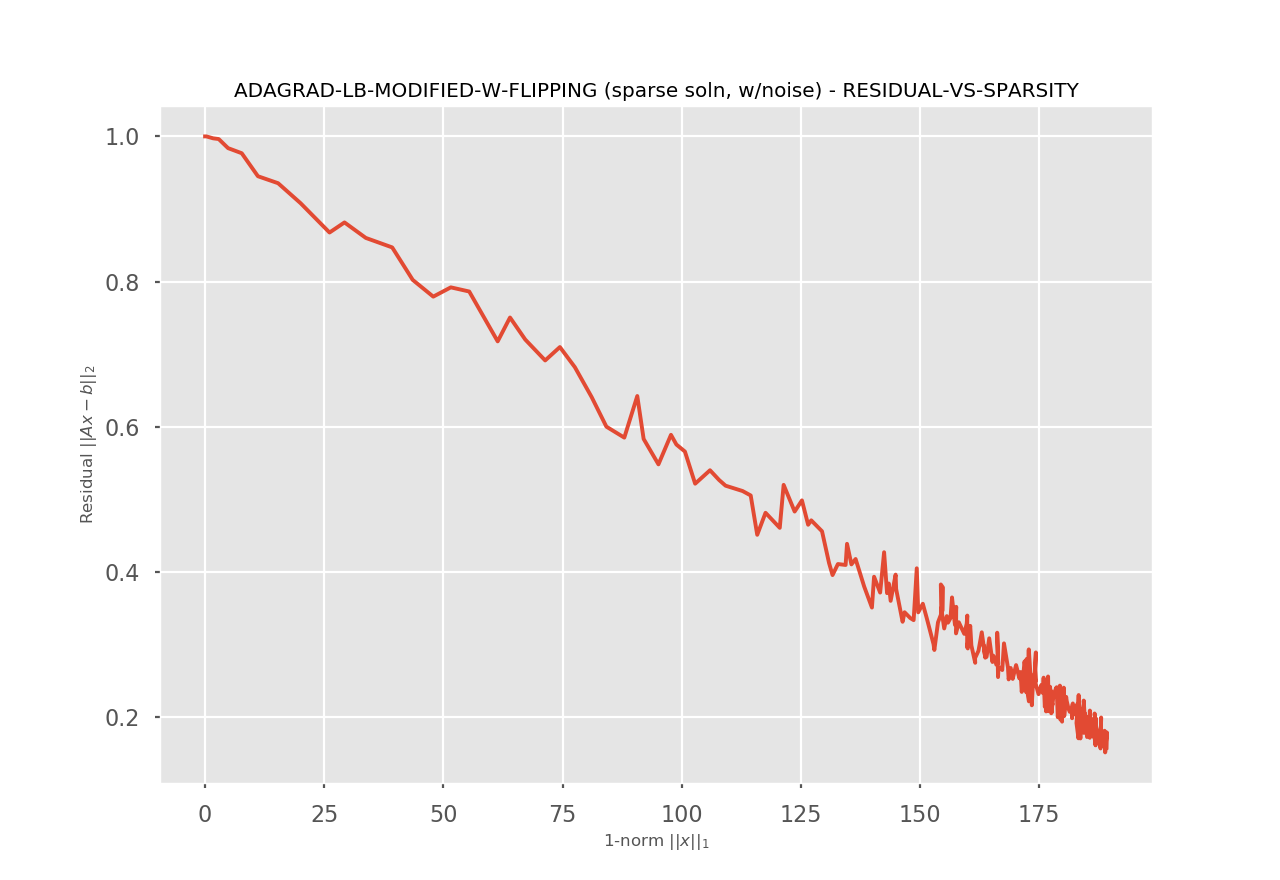 ADAGRAD-LB-MODIFIED-W-FLIPPING (sparse soln, w/noise) - RESIDUAL-VS-SPARSITY
1.0
0.8
0.6
0.4
0.2
Residual ||Ax − b||₂
0 25 50 75 100 125 150 175
1-norm ||x||₁